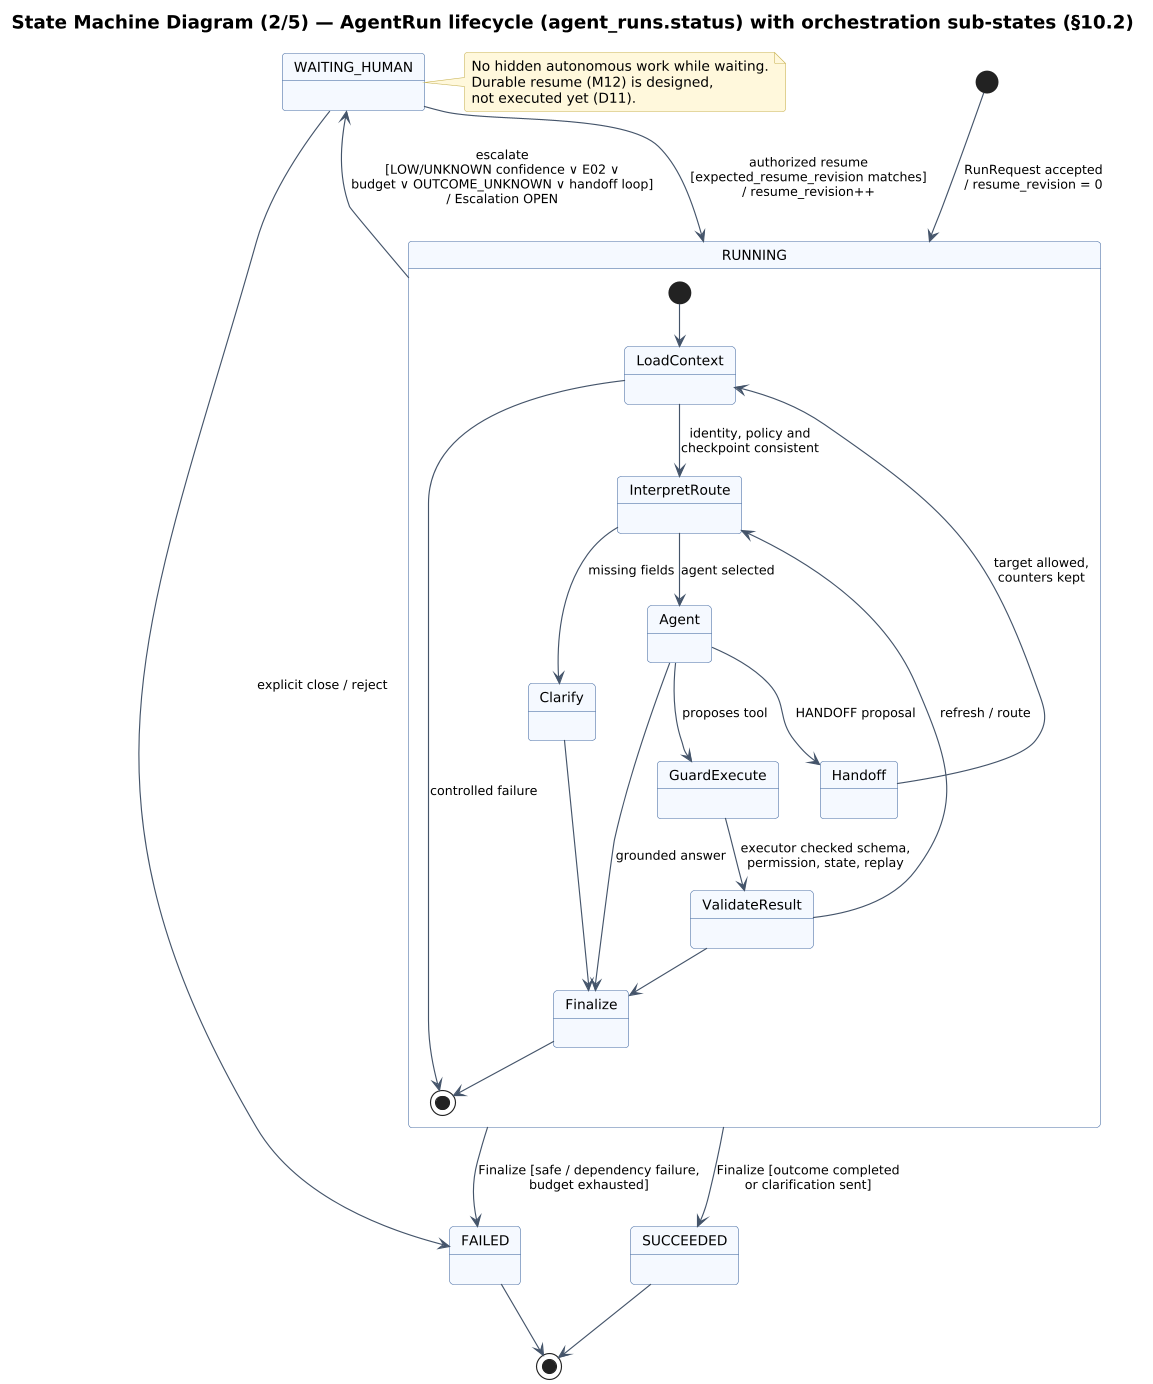 State Machine Diagram (2/5) — AgentRun lifecycle (agent_runs.status) with orchestration sub-states (§10.2)
WAITING_HUMAN
No hidden autonomous work while waiting.
Durable resume (M12) is designed,
not executed yet (D11).
escalate
[LOW/UNKNOWN confidence ∨ E02 ∨
budget ∨ OUTCOME_UNKNOWN ∨ handoff loop]
/ Escalation OPEN
authorized resume
[expected_resume_revision matches]
/ resume_revision++
RunRequest accepted
/ resume_revision = 0
RUNNING
LoadContext
identity, policy and
checkpoint consistent
InterpretRoute
target allowed,
counters kept
missing fields
agent selected
Agent
explicit close / reject
Clarify
proposes tool
HANDOFF proposal
refresh / route
GuardExecute
Handoff
controlled failure
grounded answer
executor checked schema,
permission, state, replay
ValidateResult
Finalize
Finalize [safe / dependency failure,
budget exhausted]
Finalize [outcome completed
or clarification sent]
FAILED
SUCCEEDED